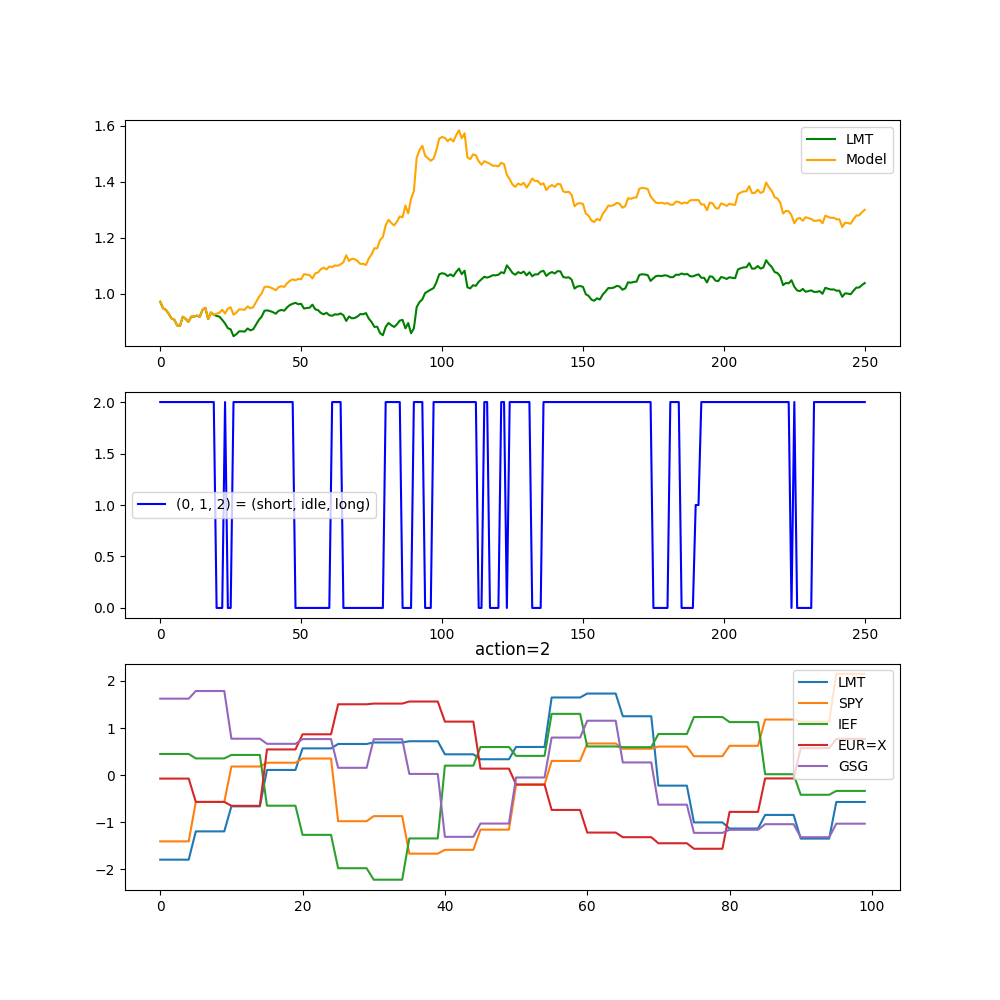 1.6
1.4
1.2
1.0
LMT
Model
0 50 100 150 200 250
2.0
1.5
1.0
0.5
0.0
(0, 1, 2) = (short, idle, long)
0 50 100 150 200 250
action=2
2
1
0
−1
−2
LMT
SPY
IEF
EUR=X
GSG
0 20 40 60 80 100